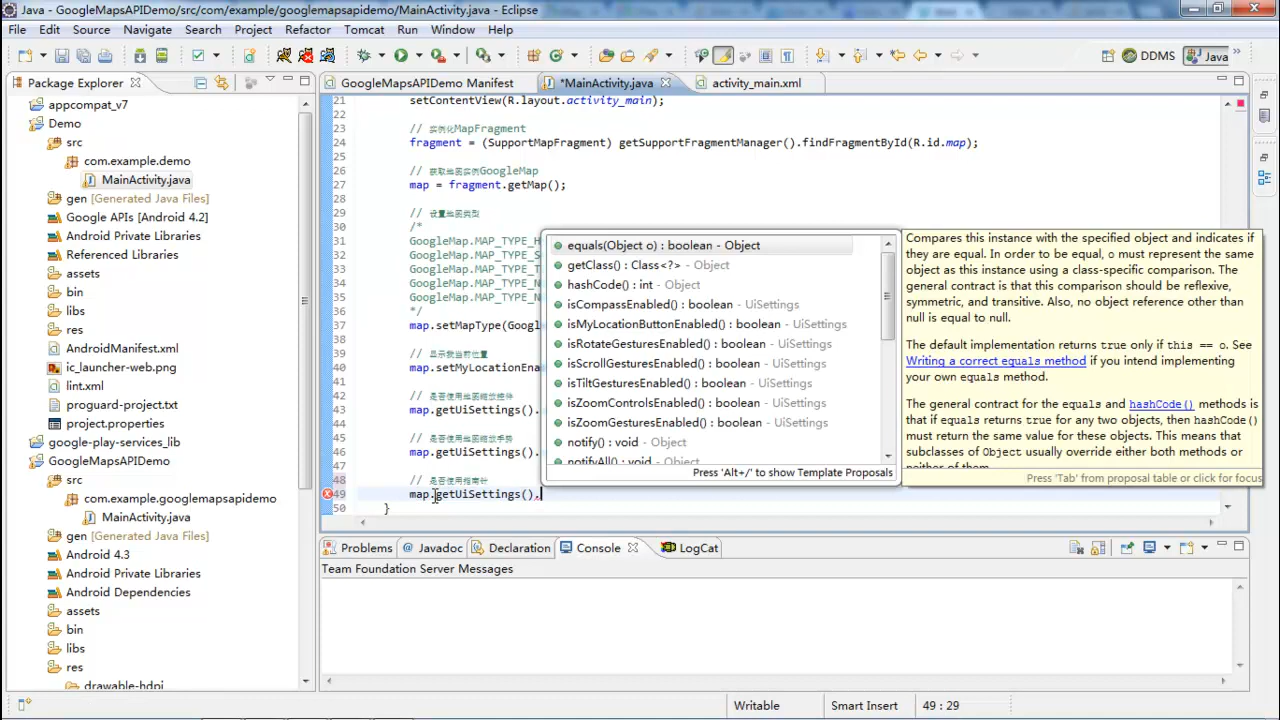 Java - GoogleMapsAPIDemo/src/com/example/googlemapsapidemo/MainActivity.java - Eclipse
File Edit Source Navigate Search Project Refactor Tomcat Run Window Help
DDMS Java
Package Explorer
appcompat_v7
Demo
src
com.example.demo
MainActivity.java
gen [Generated Java Files]
Google APIs [Android 4.2]
Android Private Libraries
Referenced Libraries
assets
bin
libs
res
AndroidManifest.xml
ic_launcher-web.png
lint.xml
proguard-project.txt
project.properties
google-play-services_lib
GoogleMapsAPIDemo
src
com.example.googlemapsapidemo
MainActivity.java
gen [Generated Java Files]
Android 4.3
Android Private Libraries
Android Dependencies
assets
bin
libs
res
drawable-hdpi
GoogleMapsAPIDemo Manifest *MainActivity.java activity_main.xml
21 setContentView(R.layout.activity_main);
22
23 // 实例化MapFragment
24 fragment = (SupportMapFragment) getSupportFragmentManager().findFragmentById(R.id.map);
25
26 // 获取地图实例GoogleMap
27 map = fragment.getMap();
28
29 // 设置地图类型
30 /*
31 GoogleMap.MAP_TYPE_H
32 GoogleMap.MAP_TYPE_S
33 GoogleMap.MAP_TYPE_T
34 GoogleMap.MAP_TYPE_N
35 GoogleMap.MAP_TYPE_N
36 */
37 map.setMapType(Googl
38
39 // 显示我当前位置
40 map.setMyLocationEna
41
42 // 是否使用地图缩放控件
43 map.getUiSettings().
44
45 // 是否使用地图缩放手势
46 map.getUiSettings().
47
48 // 是否使用指南针
49 map.getUiSettings().
50 }
equals(Object o) : boolean - Object
getClass() : Class<?> - Object
hashCode() : int - Object
isCompassEnabled() : boolean - UiSettings
isMyLocationButtonEnabled() : boolean - UiSettings
isRotateGesturesEnabled() : boolean - UiSettings
isScrollGesturesEnabled() : boolean - UiSettings
isTiltGesturesEnabled() : boolean - UiSettings
isZoomControlsEnabled() : boolean - UiSettings
isZoomGesturesEnabled() : boolean - UiSettings
notify() : void - Object
notifyAll() : void - Object
Press 'Alt+/' to show Template Proposals
Compares this instance with the specified object and indicates if
they are equal. In order to be equal, o must represent the same
object as this instance using a class-specific comparison. The
general contract is that this comparison should be reflexive,
symmetric, and transitive. Also, no object reference other than
null is equal to null.
The default implementation returns true only if this == o. See
Writing a correct equals method if you intend implementing
your own equals method.
The general contract for the equals and hashCode() methods is
that if equals returns true for any two objects, then hashCode()
must return the same value for these objects. This means that
subclasses of Object usually override either both methods or
neither of them.
Press 'Tab' from proposal table or click for focus
Problems Javadoc Declaration Console LogCat
Team Foundation Server Messages
Writable Smart Insert 49 : 29